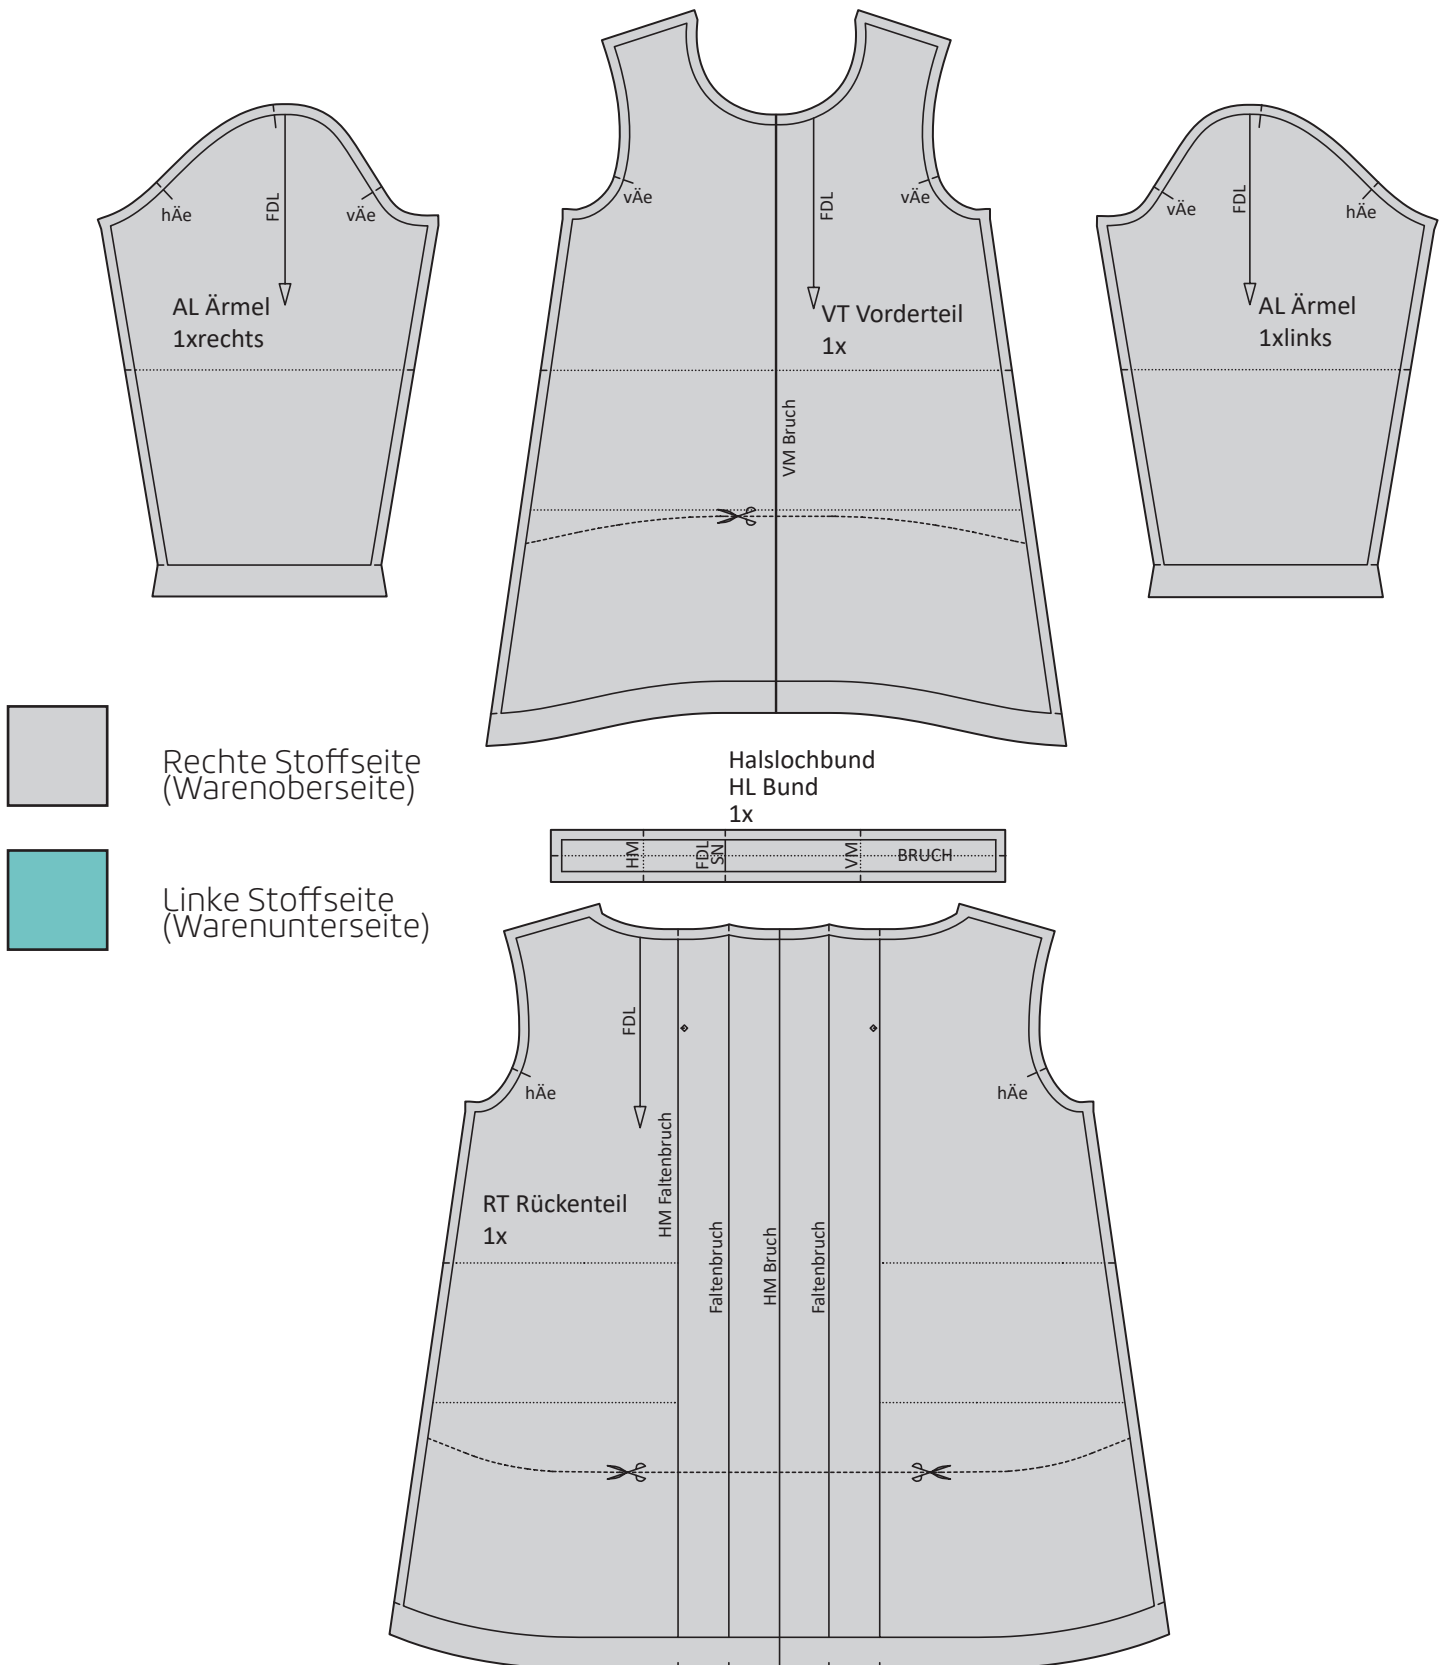 hÄe
FDL
vÄe
AL Ärmel
1xrechts
vÄe
FDL
vÄe
VT Vorderteil
1x
VM Bruch
vÄe
FDL
hÄe
AL Ärmel
1xlinks
Rechte Stoffseite
(Warenoberseite)
Linke Stoffseite
(Warenunterseite)
Halslochbund
HL Bund
1x
HM
FDL
SN
VM
BRUCH
FDL
hÄe
hÄe
HM Faltenbruch
RT Rückenteil
1x
Faltenbruch
HM Bruch
Faltenbruch